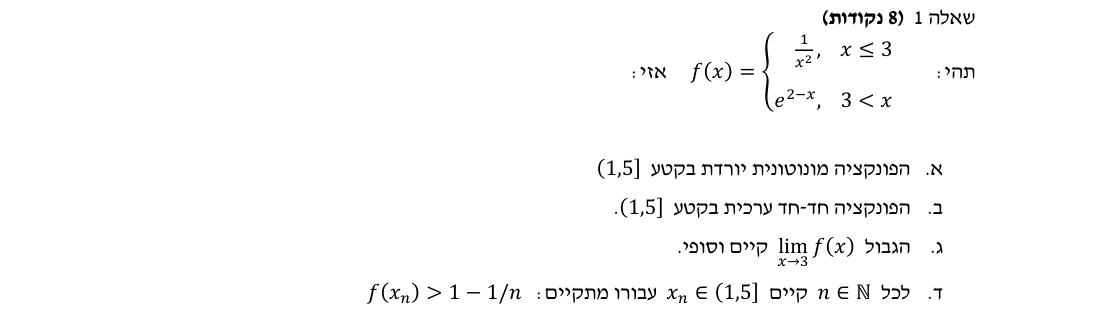 שאלה 1 (8 נקודות)
תהי: f(x) = { 1/x², x ≤ 3 ; e^{2−x}, 3 < x אזי:
א. הפונקציה מונוטונית יורדת בקטע (1,5]
ב. הפונקציה חד-חד ערכית בקטע (1,5].
ג. הגבול lim_{x→3} f(x) קיים וסופי.
ד. לכל n ∈ ℕ קיים x_n ∈ (1,5] עבורו מתקיים: f(x_n) > 1 − 1/n